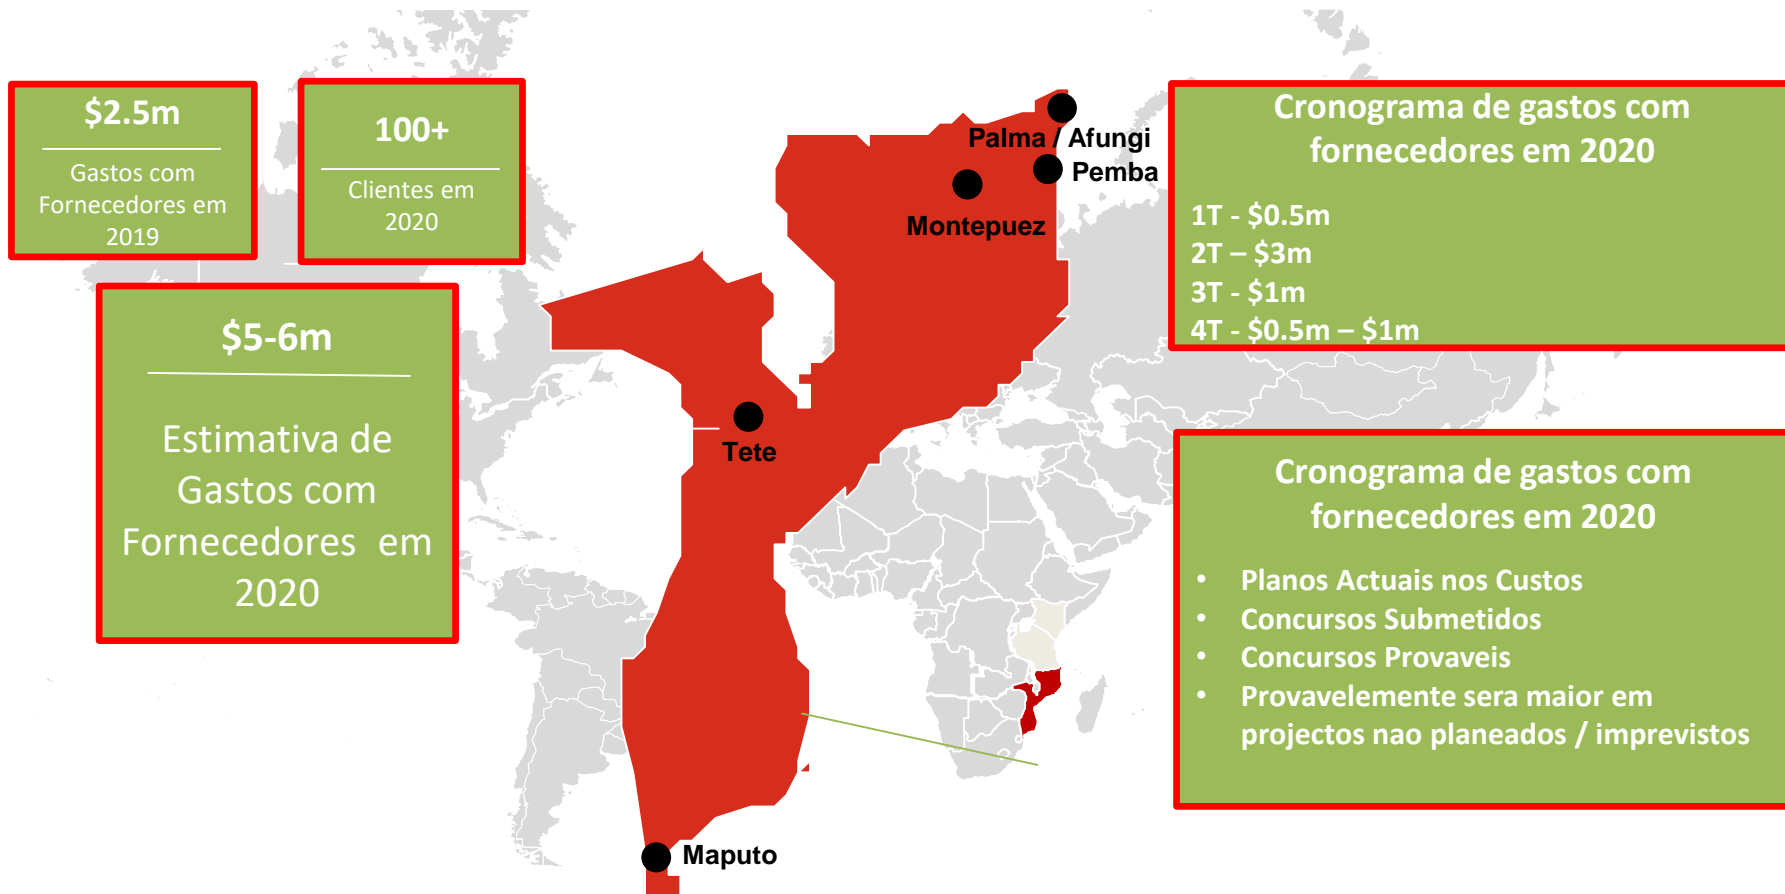 $2.5m
Gastos com
Fornecedores em
2019
100+
Clientes em
2020
$5-6m
Estimativa de
Gastos com
Fornecedores em
2020
Palma / Afungi
Pemba
Montepuez
Tete
Maputo
Cronograma de gastos com
fornecedores em 2020
1T - $0.5m
2T – $3m
3T - $1m
4T - $0.5m – $1m
Cronograma de gastos com
fornecedores em 2020
• Planos Actuais nos Custos
• Concursos Submetidos
• Concursos Provaveis
• Provavelemente sera maior em
projectos nao planeados / imprevistos